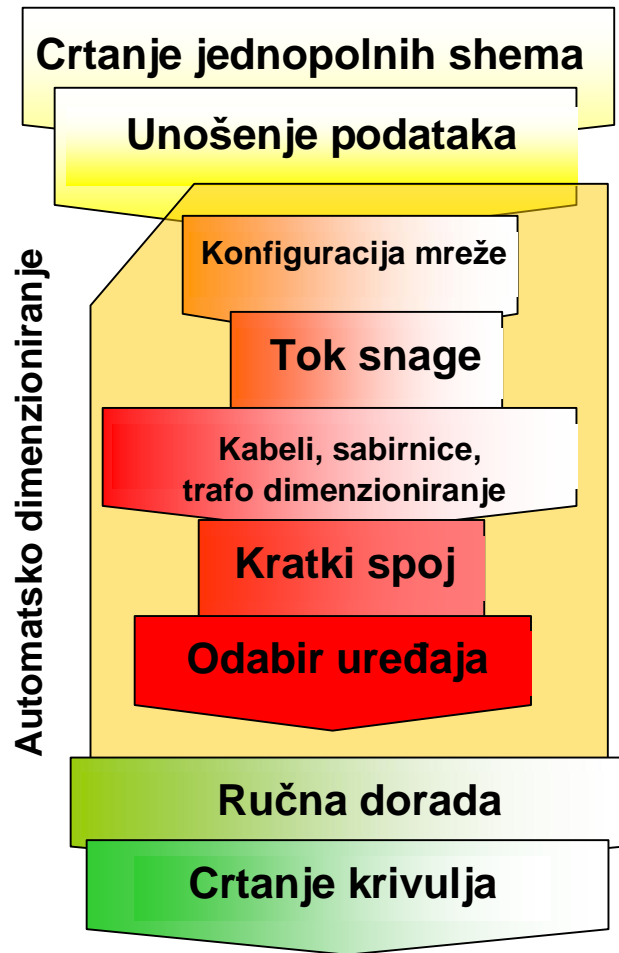 Crtanje jednopolnih shema
Unošenje podataka
Automatsko dimenzioniranje
Konfiguracija mreže
Tok snage
Kabeli, sabirnice,
trafo dimenzioniranje
Kratki spoj
Odabir uređaja
Ručna dorada
Crtanje krivulja